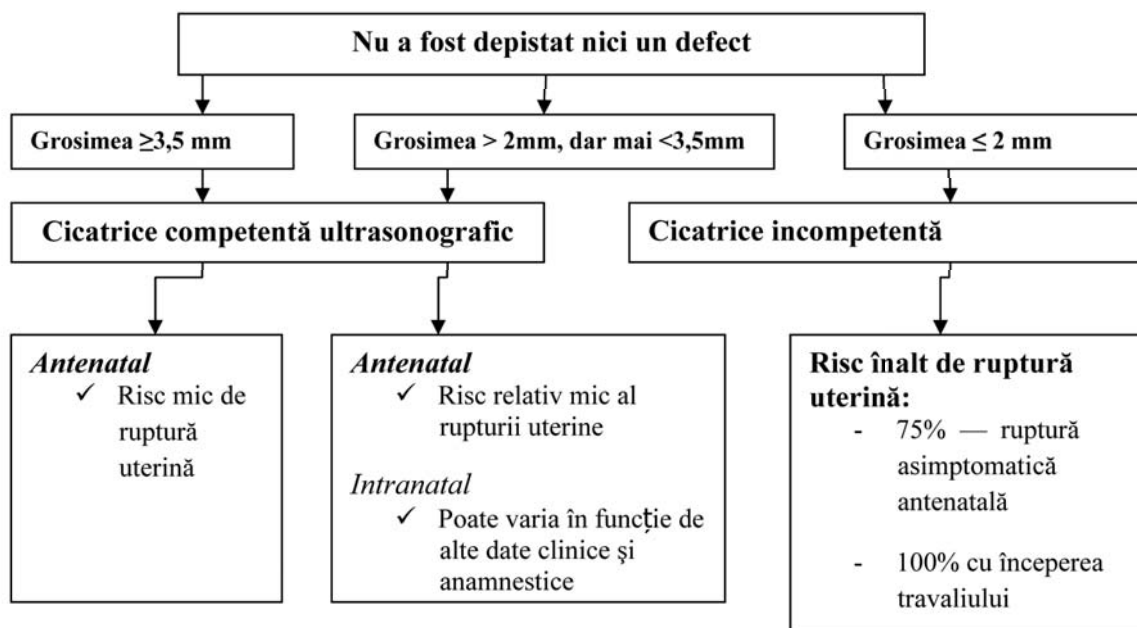 Nu a fost depistat nici un defect
Grosimea ≥3,5 mm
Grosimea > 2mm, dar mai <3,5mm
Grosimea ≤ 2 mm
Cicatrice competentă ultrasonografic
Cicatrice incompetentă
Antenatal
✓ Risc mic de
ruptură
uterină
Antenatal
✓ Risc relativ mic al
rupturii uterine
Intranatal
✓ Poate varia în funcţie de
alte date clinice şi
anamnestice
Risc înalt de ruptură
uterină:
- 75% — ruptură
asimptomatică
antenatală
- 100% cu începerea
travaliului